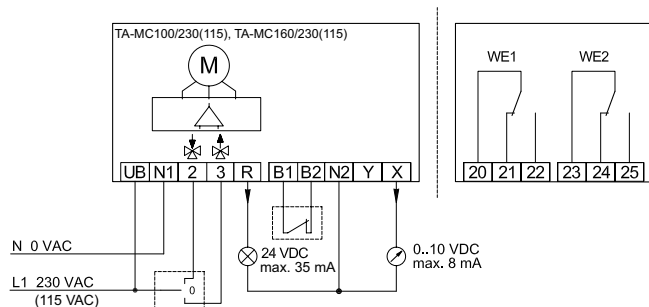 TA-MC100/230(115), TA-MC160/230(115)
M
UB N1 2 3 R B1 B2 N2 Y X
WE1 WE2
20 21 22 23 24 25
N 0 VAC
24 VDC
max. 35 mA
0..10 VDC
max. 8 mA
L1 230 VAC
(115 VAC)
0